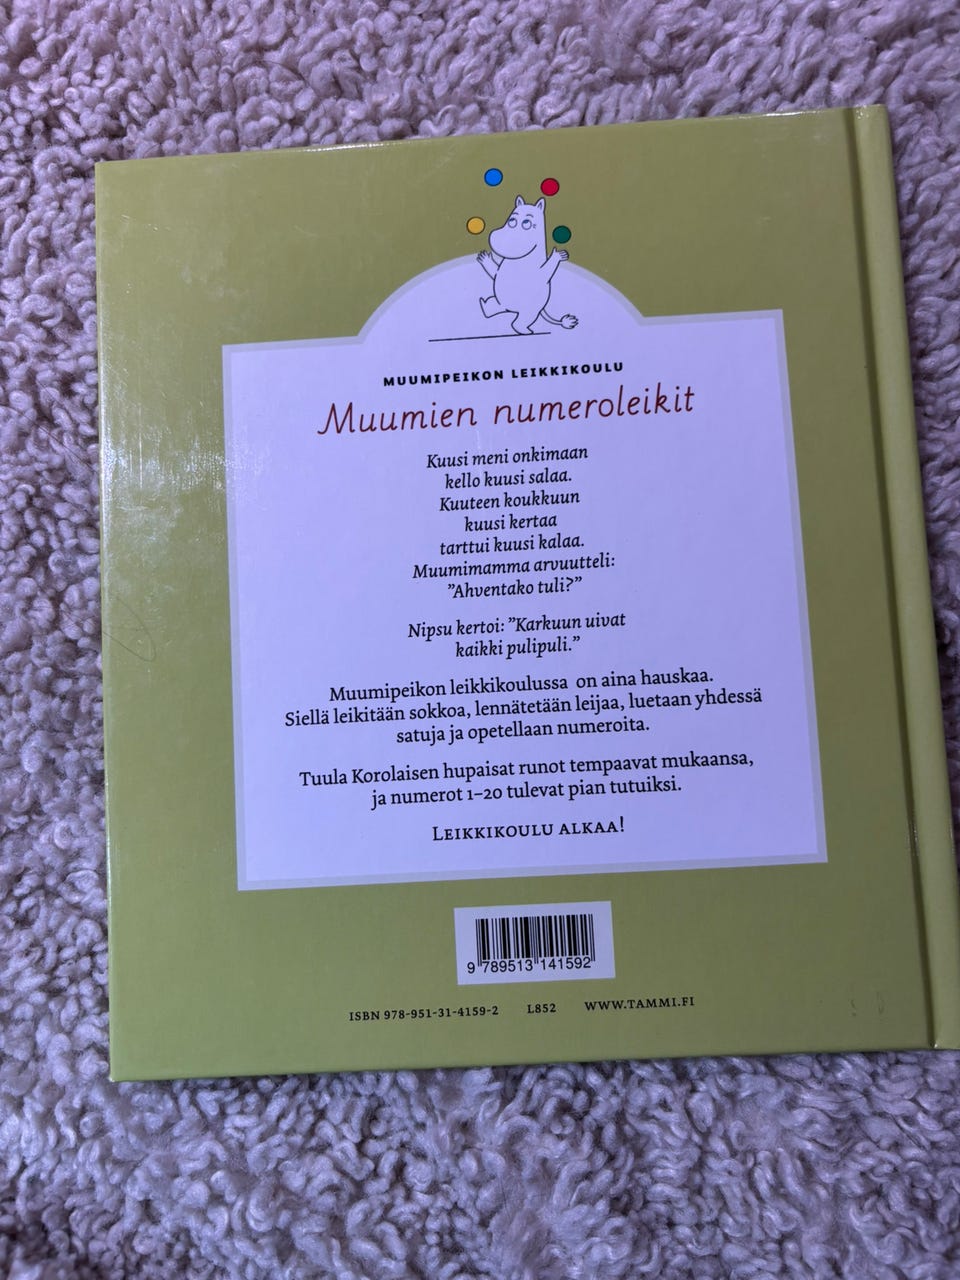 MUUMIPEIKON LEIKKIKOULU
Muumien numeroleikit
Kuusi meni onkimaan
kello kuusi salaa.
Kuuteen koukkuun
kuusi kertaa
tarttui kuusi kalaa.
Muumimamma arvuutteli:
”Ahventako tuli?”
Nipsu kertoi: ”Karkuun uivat
kaikki pulipuli.”
Muumipeikon leikkikoulussa on aina hauskaa.
Siellä leikitään sokkoa, lennätetään leijaa, luetaan yhdessä
satuja ja opetellaan numeroita.
Tuula Korolaisen hupaisat runot tempaavat mukaansa,
ja numerot 1–20 tulevat pian tutuiksi.
LEIKKIKOULU ALKAA!
9 789513 141592
ISBN 978-951-31-4159-2 L852 WWW.TAMMI.FI